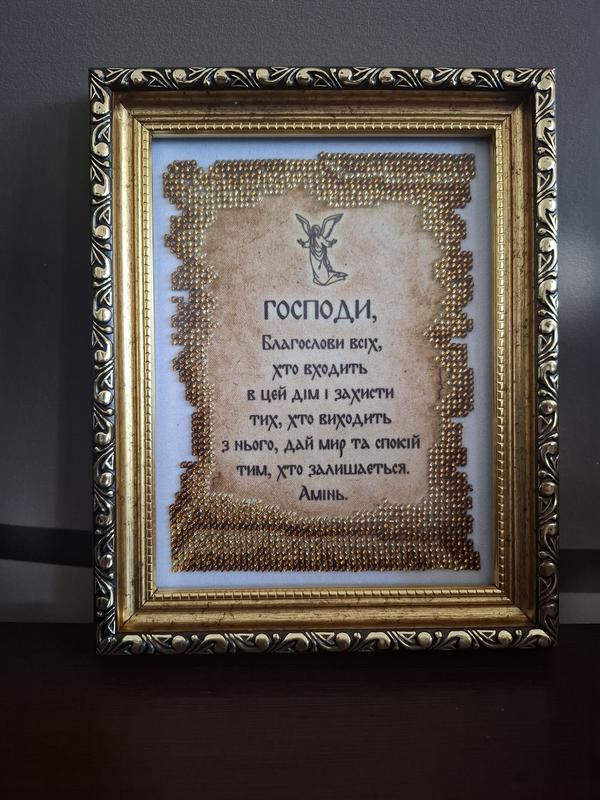 ГОСПОДИ,
Благослови всіх,
хто входить
в цей дім і захисти
тих, хто виходить
з нього, дай мир та спокій
тим, хто залишається.
Амінь.